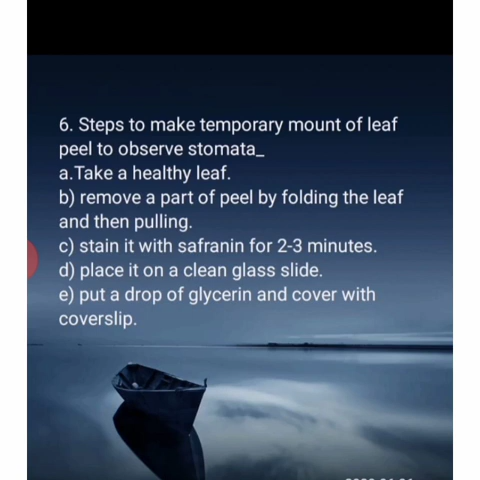 6. Steps to make temporary mount of leaf
peel to observe stomata_
a.Take a healthy leaf.
b) remove a part of peel by folding the leaf
and then pulling.
c) stain it with safranin for 2-3 minutes.
d) place it on a clean glass slide.
e) put a drop of glycerin and cover with
coverslip.